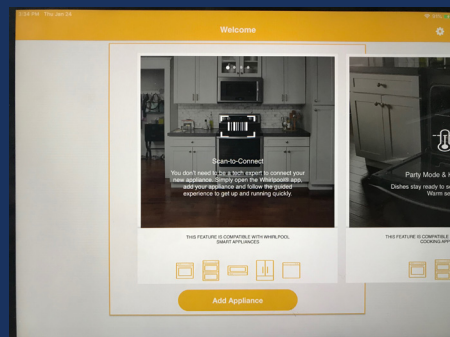 Welcome
Scan-to-Connect
You don't need to be a tech expert to connect your
new appliance. Simply open the Whirlpool® app,
add your appliance and follow the guided
experience to get up and running quickly.
THIS FEATURE IS COMPATIBLE WITH WHIRLPOOL
SMART APPLIANCES
Add Appliance
Party Mode &
Dishes stay ready to
Warm
THIS FEATURE IS COMPATIBLE
COOKING